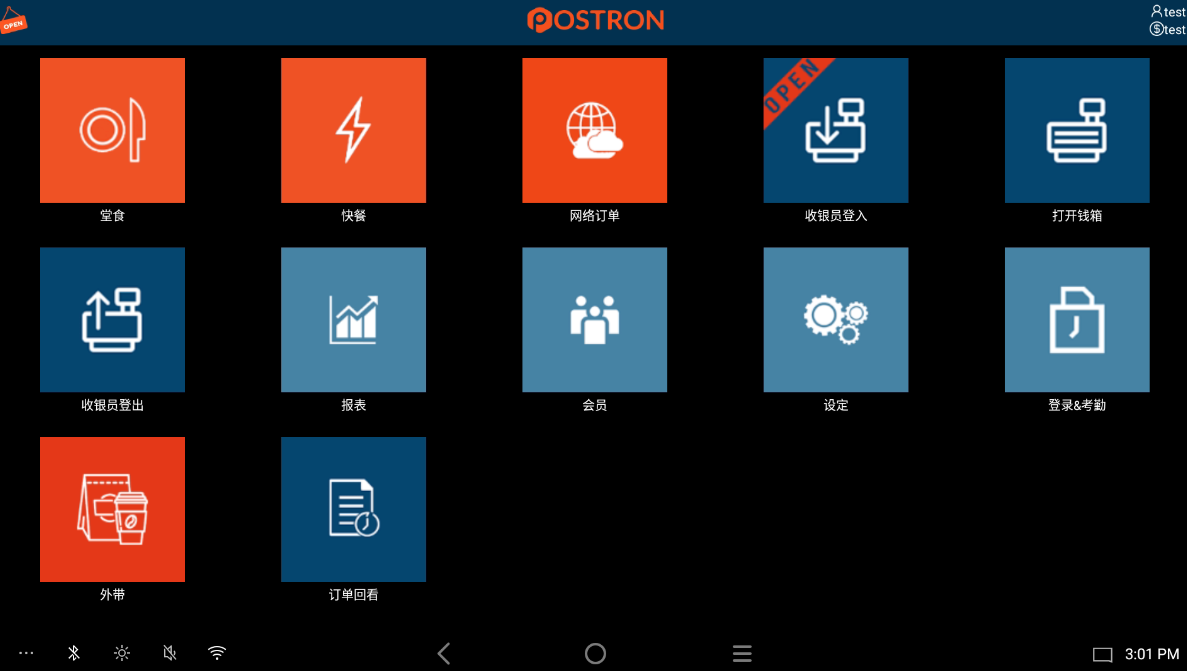 OPEN
POSTRON
test
test
OPEN
堂食
快餐
网络订单
收银员登入
打开钱箱
收银员登出
报表
会员
设定
登录&考勤
外带
订单回看
3:01 PM